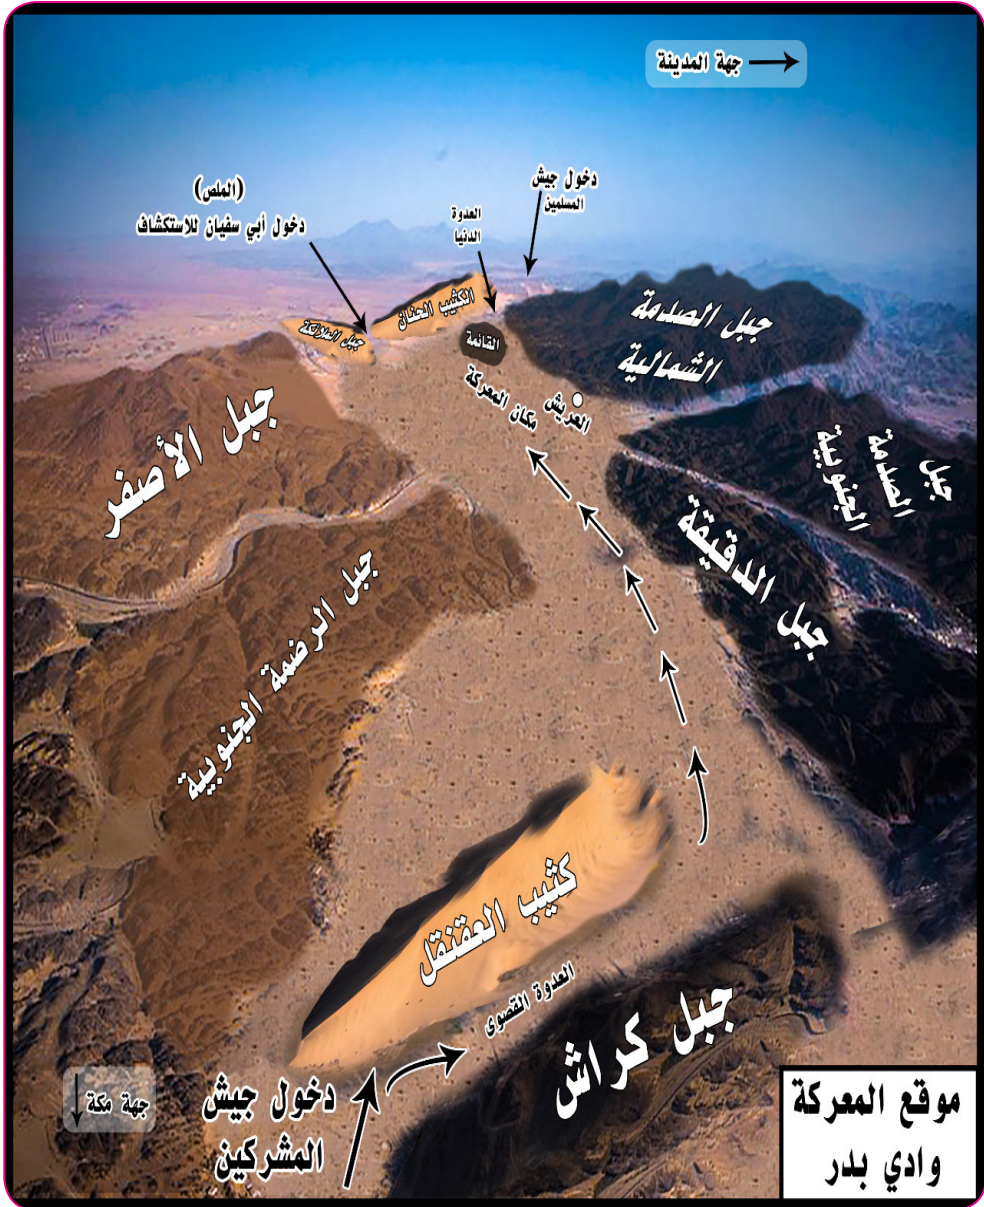 جهة المدينة
(الملص)
دخول أبي سفيان للاستكشاف
العدوة
الدنيا
دخول جيش
المسلمين
الكثيب الحنان
جبل الملائكة
القائمة
جبل الصدمة
الشمالية
العريش
مكان المعركة
جبل الأصفر
جبل
الصدمة
الجنوبية
جبل الدقيقة
جبل الرضمة الجنوبية
كثيب العقنقل
العدوة القصوى
جبل كراش
جهة مكة
دخول جيش
المشركين
موقع المعركة
وادي بدر